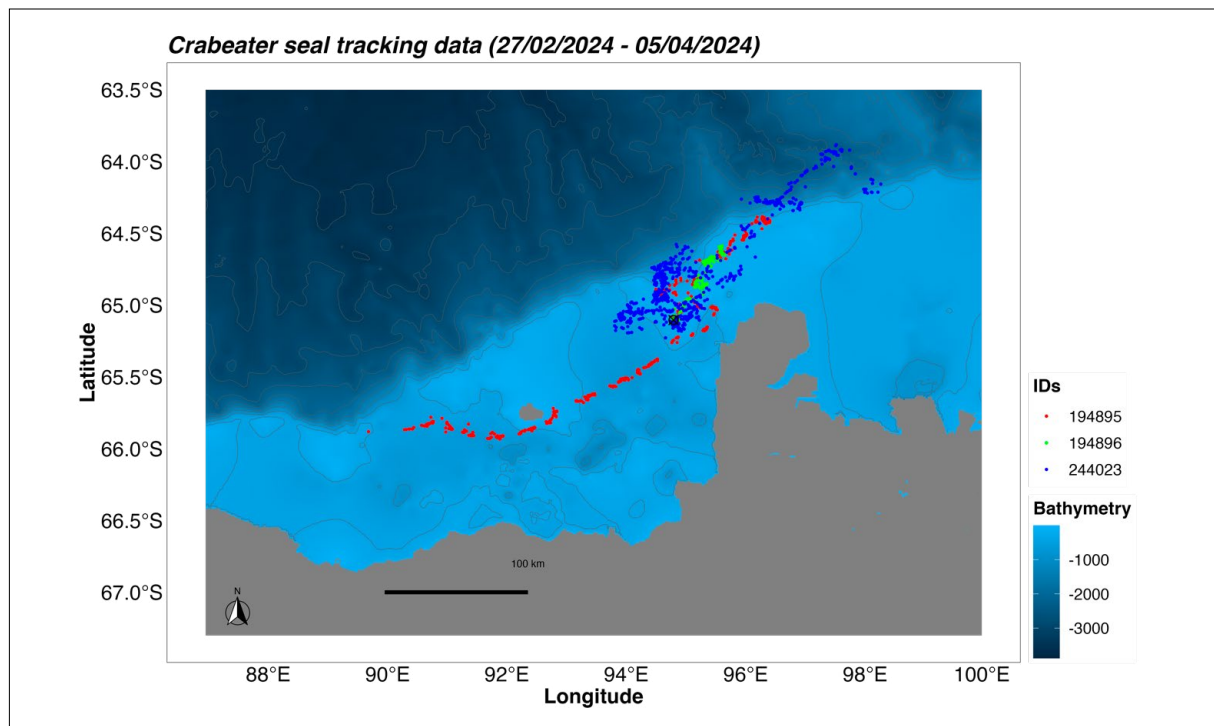 Crabeater seal tracking data (27/02/2024 - 05/04/2024)
63.5°S
64.0°S
64.5°S
65.0°S
65.5°S
66.0°S
66.5°S
67.0°S
Latitude
100 km
N
88°E
90°E
92°E
94°E
96°E
98°E
100°E
Longitude
IDs
194895
194896
244023
Bathymetry
-1000
-2000
-3000